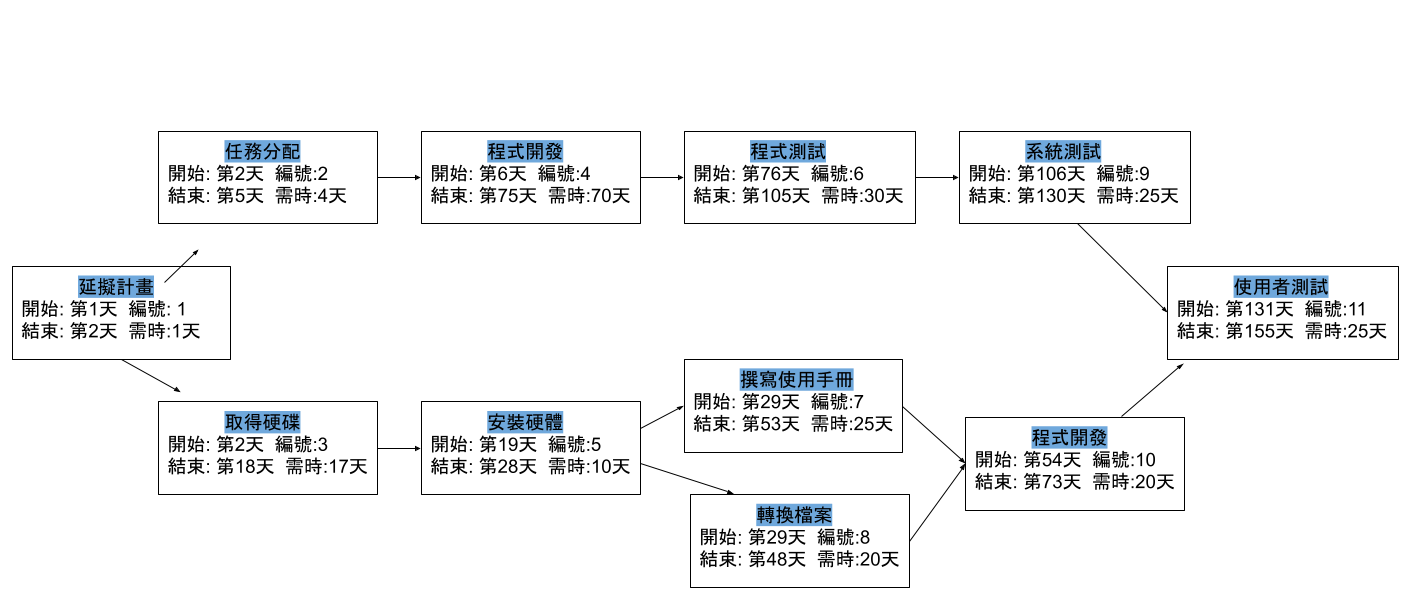 任務分配
開始: 第2天 編號:2
結束: 第5天 需時:4天
程式開發
開始: 第6天 編號:4
結束: 第75天 需時:70天
程式測試
開始: 第76天 編號:6
結束: 第105天 需時:30天
系統測試
開始: 第106天 編號:9
結束: 第130天 需時:25天
延擬計畫
開始: 第1天 編號: 1
結束: 第2天 需時:1天
使用者測試
開始: 第131天 編號:11
結束: 第155天 需時:25天
取得硬碟
開始: 第2天 編號:3
結束: 第18天 需時:17天
安裝硬體
開始: 第19天 編號:5
結束: 第28天 需時:10天
撰寫使用手冊
開始: 第29天 編號:7
結束: 第53天 需時:25天
程式開發
開始: 第54天 編號:10
結束: 第73天 需時:20天
轉換檔案
開始: 第29天 編號:8
結束: 第48天 需時:20天